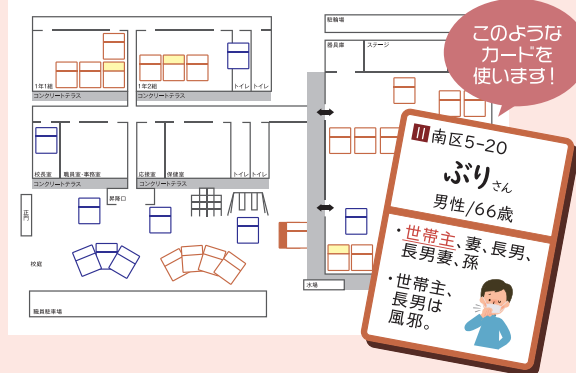 このような
カードを
使います!
駐輪場
器具庫
ステージ
1年1組
1年2組
トイレ
トイレ
コンクリートテラス
コンクリートテラス
校長室
職員室・事務室
応接室
保健室
トイレ
トイレ
コンクリートテラス
コンクリートテラス
正門
昇降口
校庭
水場
職員駐車場
II 南区5-20
ぶりさん
男性/66歳
・世帯主、妻、長男、
長男妻、孫
・世帯主、
長男は
風邪。